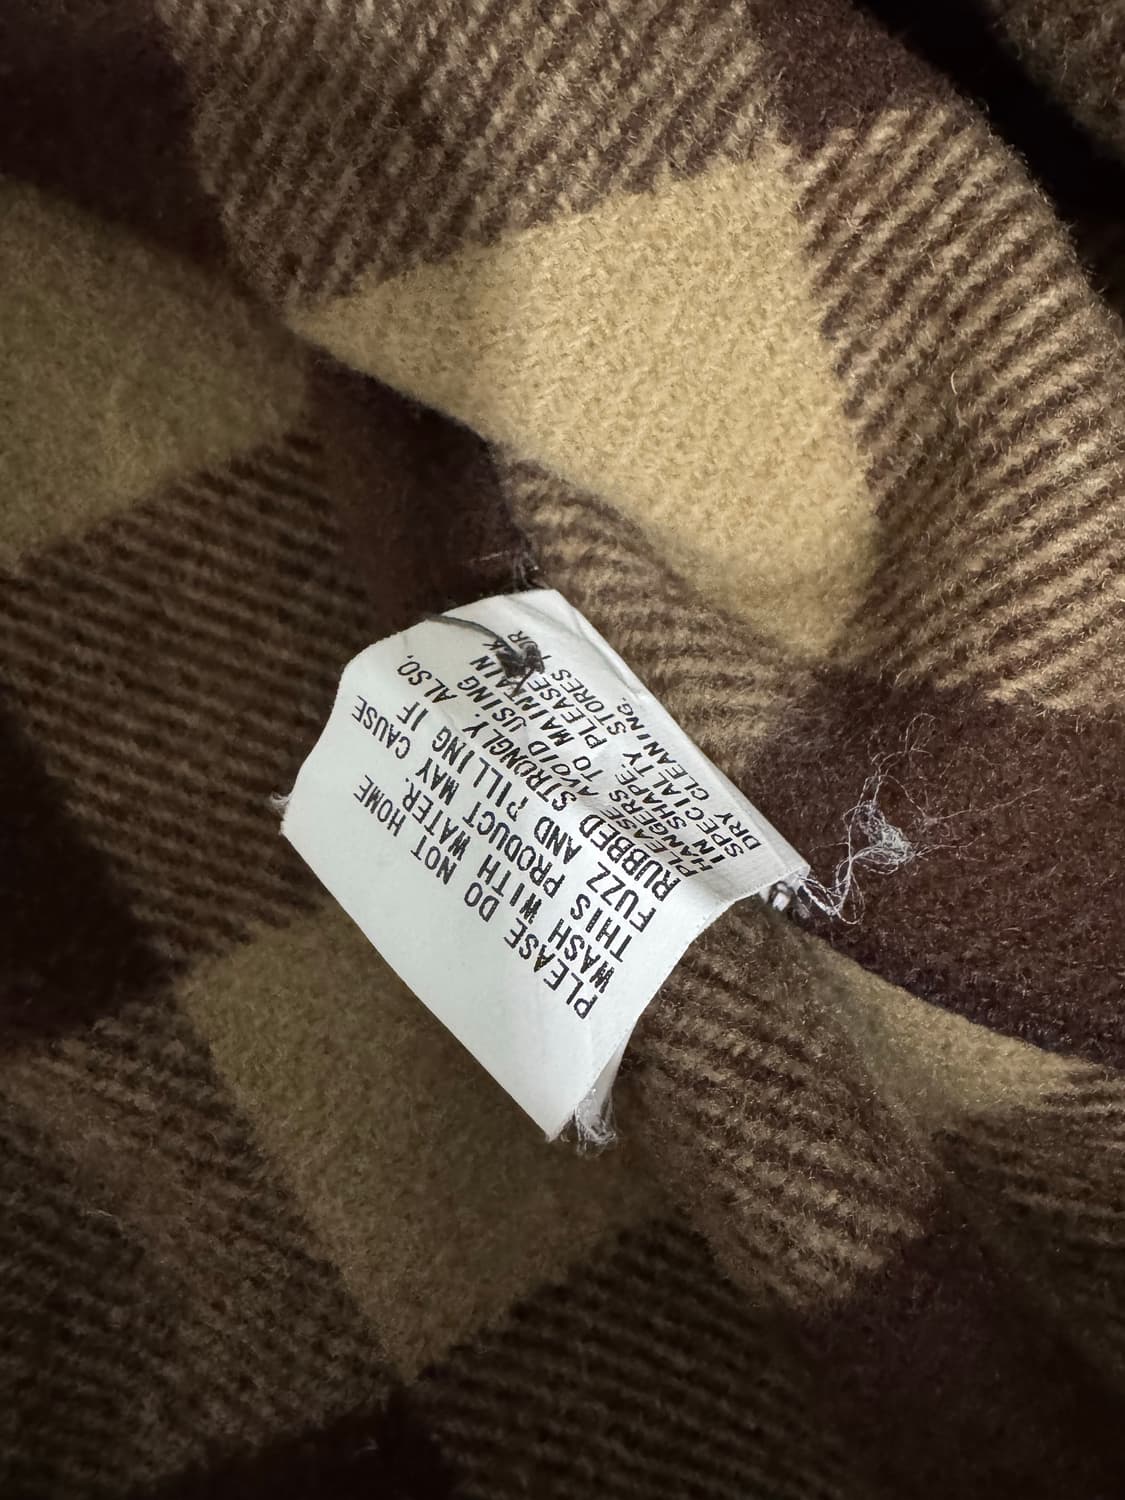 PLEASE DO NOT HOME
WASH WITH WATER.
THIS PRODUCT MAY CAUSE
FUZZ AND PILLING IF
RUBBED STRONGLY. ALSO,
PLEASE AVOID USING
HANGERS TO MAINTAIN
IN SHAPE. PLEASE
SPECIALTY STORES FOR
DRY CLEANING.